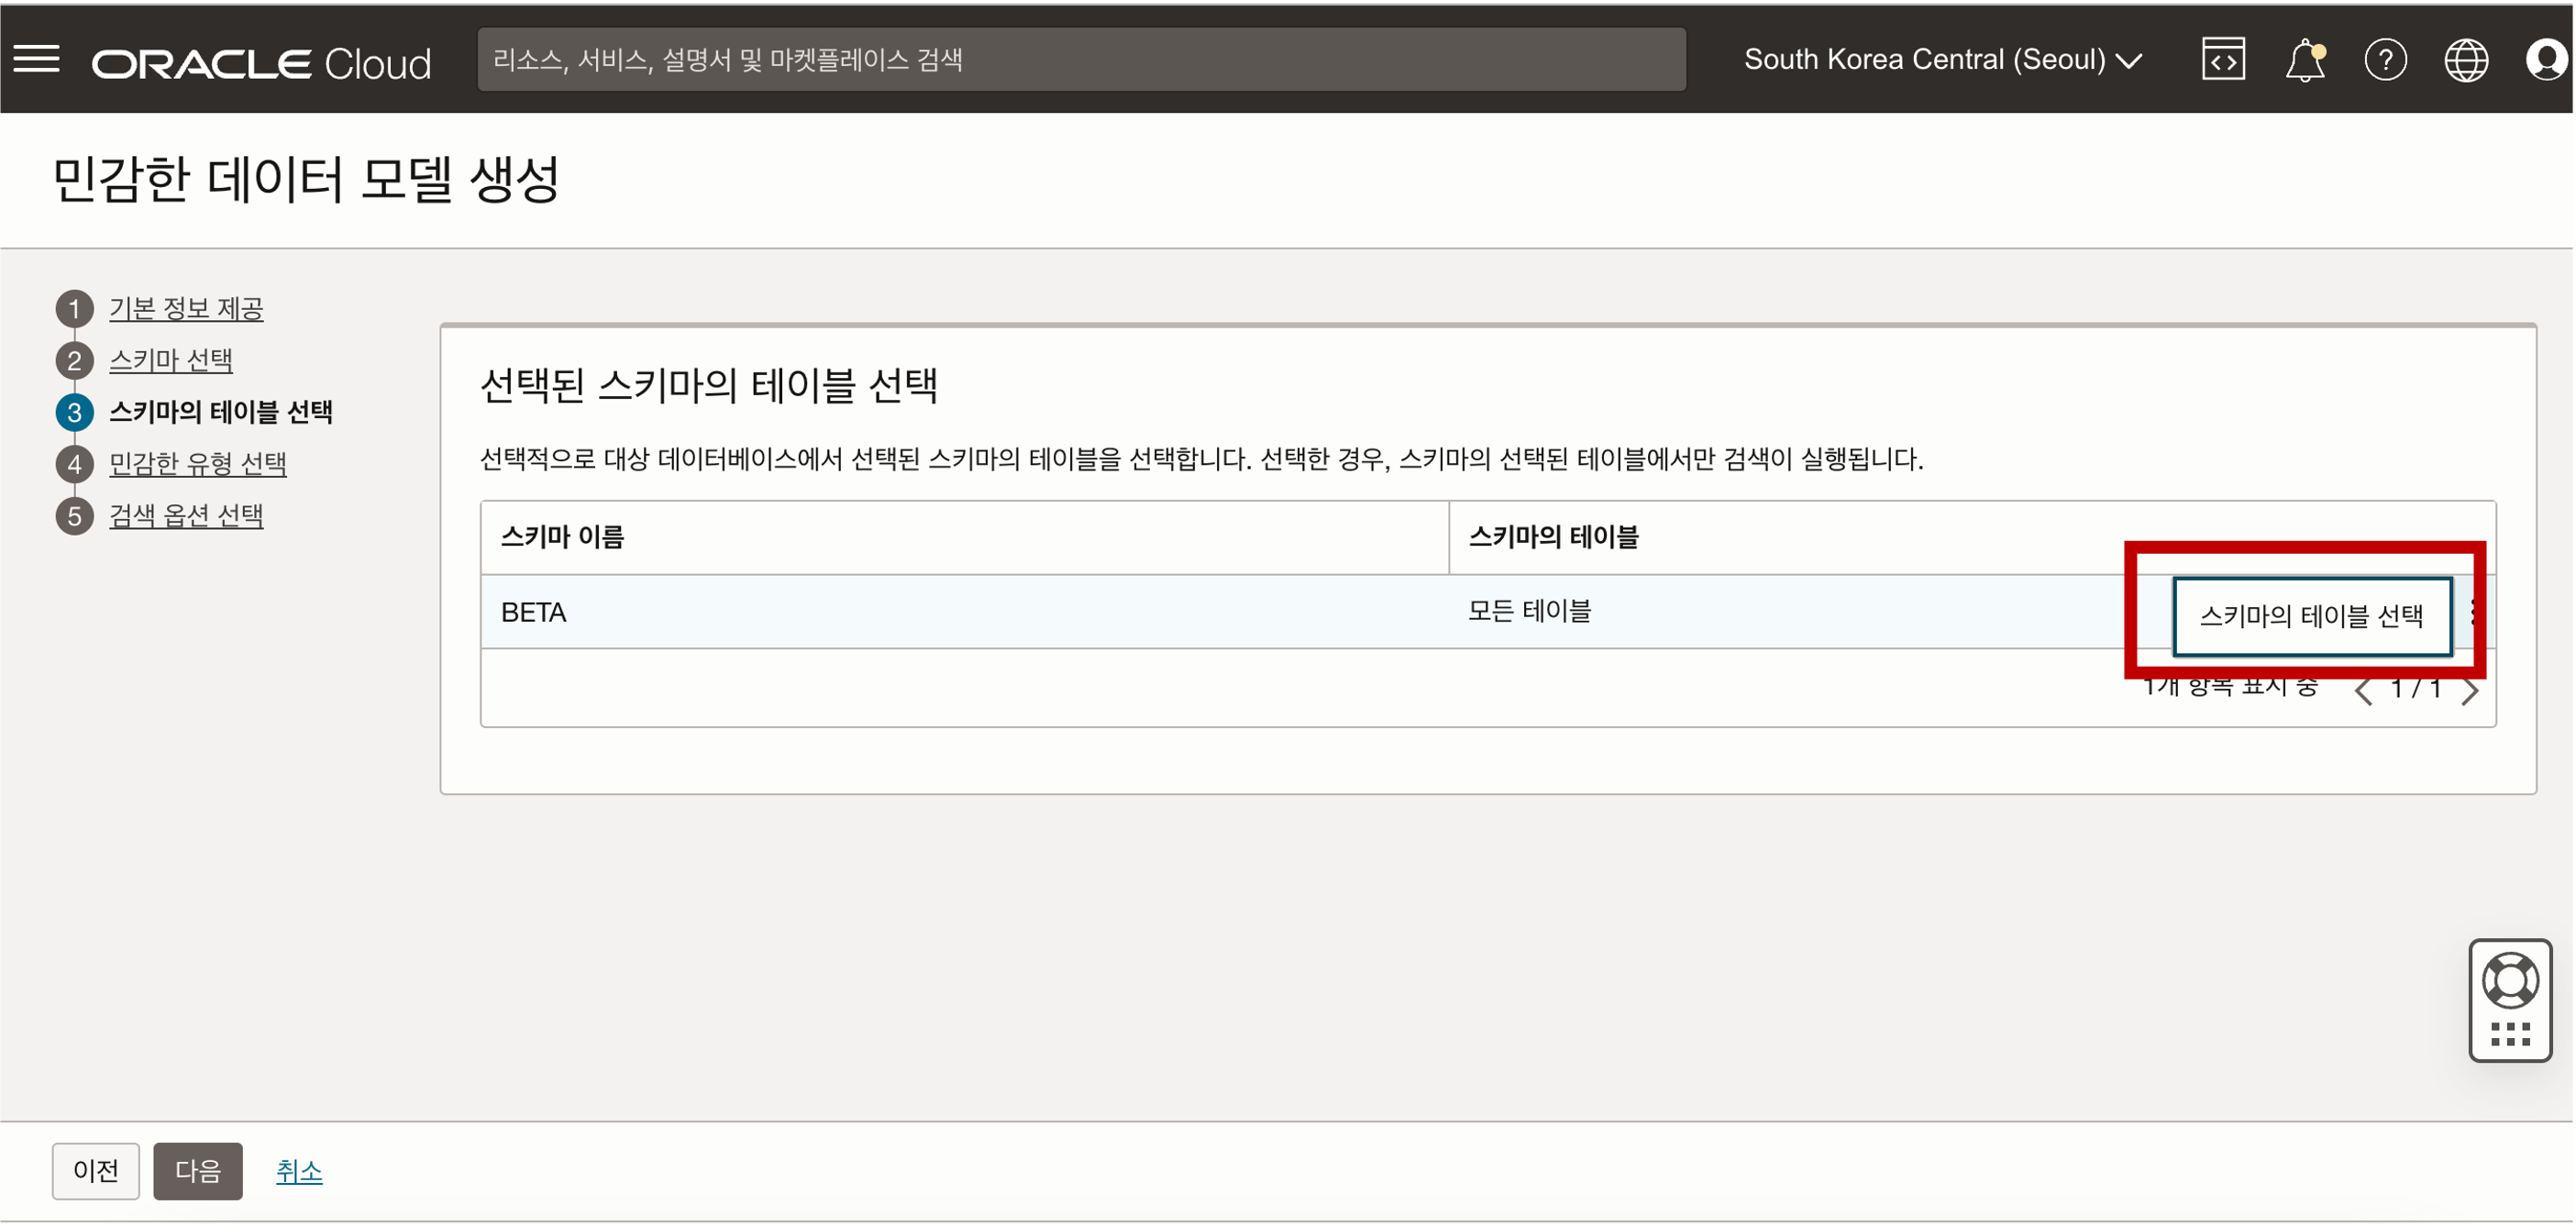 ORACLE Cloud
리소스, 서비스, 설명서 및 마켓플레이스 검색
South Korea Central (Seoul)
민감한 데이터 모델 생성
1 기본 정보 제공
2 스키마 선택
3 스키마의 테이블 선택
4 민감한 유형 선택
5 검색 옵션 선택
선택된 스키마의 테이블 선택
선택적으로 대상 데이터베이스에서 선택된 스키마의 테이블을 선택합니다. 선택한 경우, 스키마의 선택된 테이블에서만 검색이 실행됩니다.
스키마 이름 스키마의 테이블
BETA 모든 테이블
스키마의 테이블 선택
1개 항목 표시 중 1 / 1
이전 다음 취소